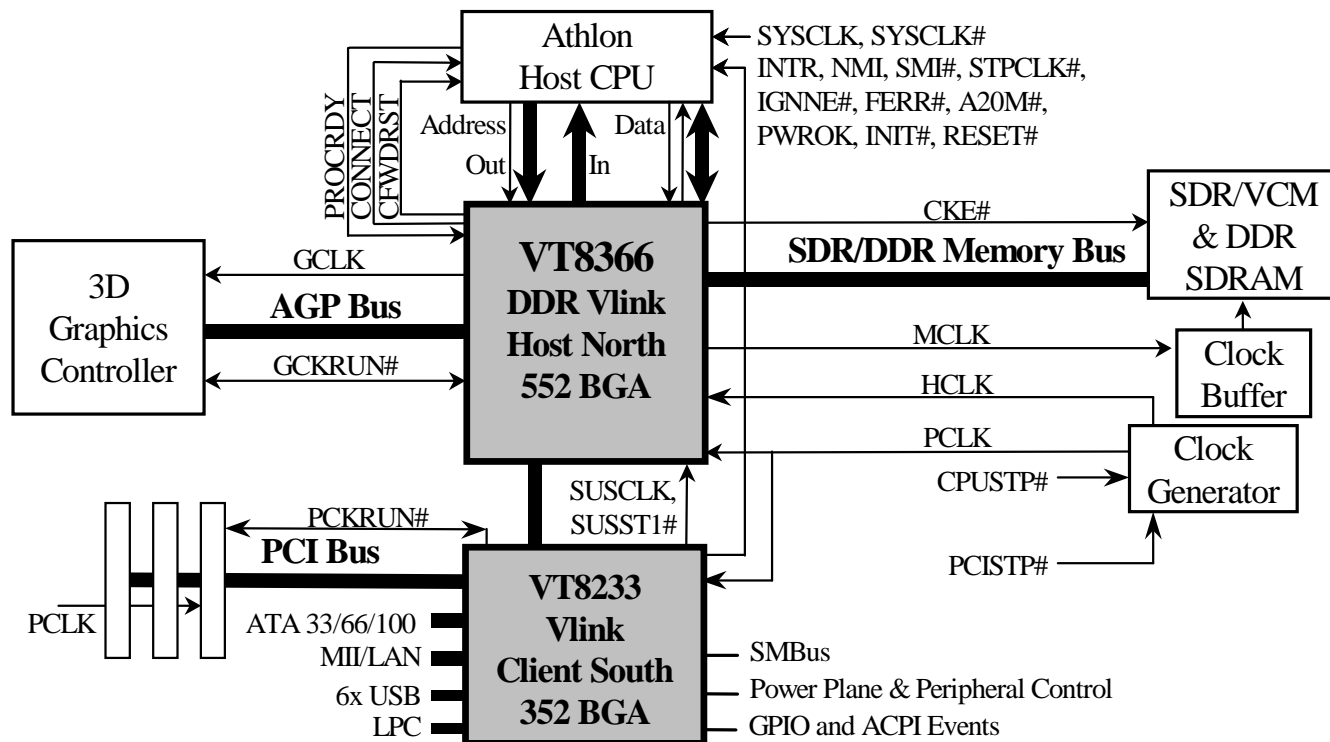 Athlon
Host CPU
SYSCLK, SYSCLK#
INTR, NMI, SMI#, STPCLK#,
IGNNE#, FERR#, A20M#,
PWROK, INIT#, RESET#
PROCRDY
CONNECT
CFWDRST
Address
Out
In
Data
CKE#
SDR/DDR Memory Bus
SDR/VCM
& DDR
SDRAM
3D
Graphics
Controller
GCLK
AGP Bus
GCKRUN#
VT8366
DDR Vlink
Host North
552 BGA
MCLK
HCLK
PCLK
Clock
Buffer
Clock
Generator
CPUSTP#
PCISTP#
SUSCLK,
SUSST1#
PCKRUN#
PCI Bus
PCLK
VT8233
Vlink
Client South
352 BGA
ATA 33/66/100
MII/LAN
6x USB
LPC
SMBus
Power Plane & Peripheral Control
GPIO and ACPI Events